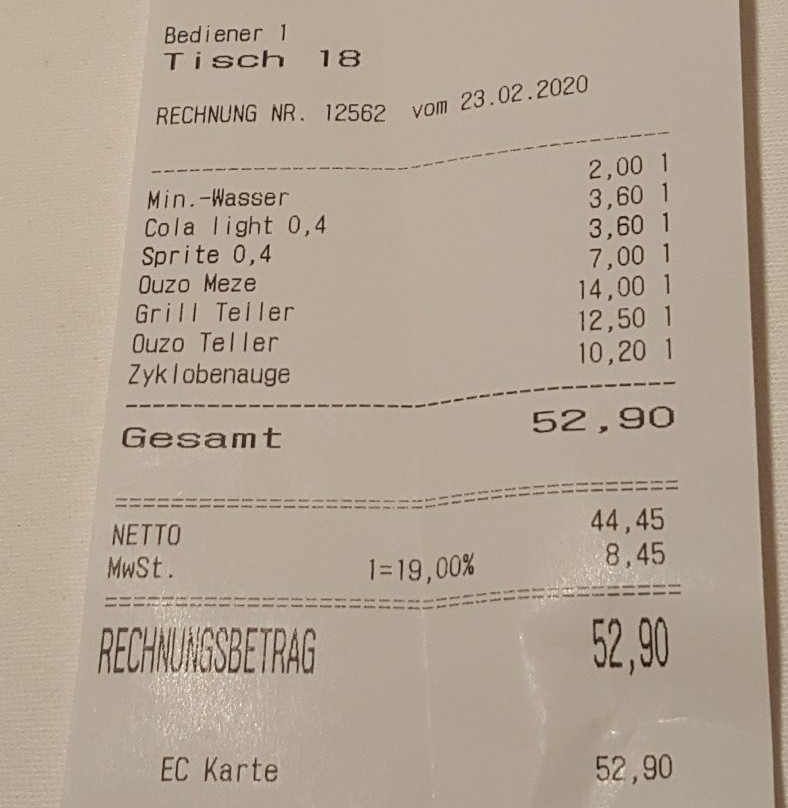 Bediener 1
Tisch 18
RECHNUNG NR. 12562 vom 23.02.2020
Min.-Wasser 2,00 1
Cola light 0,4 3,60 1
Sprite 0,4 3,60 1
Ouzo Meze 7,00 1
Grill Teller 14,00 1
Ouzo Teller 12,50 1
Zyklobenauge 10,20 1
Gesamt 52,90
NETTO 44,45
MwSt. 1=19,00% 8,45
RECHNUNGSBETRAG 52,90
EC Karte 52,90